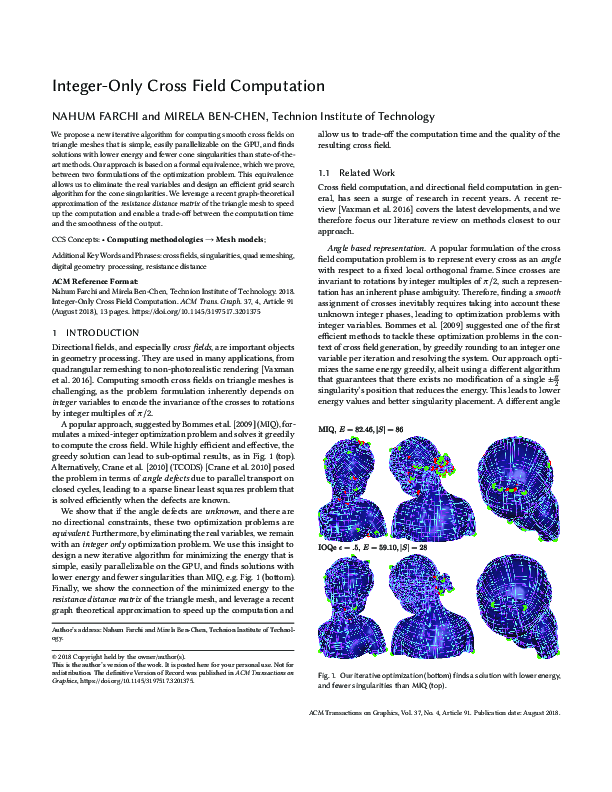 Integer-Only Cross Field Computation
NAHUM FARCHI and MIRELA BEN-CHEN, Technion Institute of Technology
We propose a new iterative algorithm for computing smooth cross fields on
triangle meshes that is simple, easily parallelizable on the GPU, and finds
solutions with lower energy and fewer cone singularities than state-of-the-
art methods. Our approach is based on a formal equivalence, which we prove,
between two formulations of the optimization problem. This equivalence
allows us to eliminate the real variables and design an efficient grid search
algorithm for the cone singularities. We leverage a recent graph-theoretical
approximation of the resistance distance matrix of the triangle mesh to speed
up the computation and enable a trade-off between the computation time
and the smoothness of the output.
CCS Concepts: • Computing methodologies → Mesh models;
Additional Key Words and Phrases: cross fields, singularities, quad remeshing,
digital geometry processing, resistance distance
ACM Reference Format:
Nahum Farchi and Mirela Ben-Chen, Technion Institute of Technology. 2018.
Integer-Only Cross Field Computation. ACM Trans. Graph. 37, 4, Article 91
(August 2018), 13 pages. https://doi.org/10.1145/3197517.3201375
1 INTRODUCTION
Directional fields, and especially cross fields, are important objects
in geometry processing. They are used in many applications, from
quadrangular remeshing to non-photorealistic rendering [Vaxman
et al. 2016]. Computing smooth cross fields on triangle meshes is
challenging, as the problem formulation inherently depends on
integer variables to encode the invariance of the crosses to rotations
by integer multiples of π/2.
A popular approach, suggested by Bommes et al. [2009] (MIQ), for-
mulates a mixed-integer optimization problem and solves it greedily
to compute the cross field. While highly efficient and effective, the
greedy solution can lead to sub-optimal results, as in Fig. 1 (top).
Alternatively, Crane et al. [2010] (TCODS) [Crane et al. 2010] posed
the problem in terms of angle defects due to parallel transport on
closed cycles, leading to a sparse linear least squares problem that
is solved efficiently when the defects are known.
We show that if the angle defects are unknown, and there are
no directional constraints, these two optimization problems are
equivalent. Furthermore, by eliminating the real variables, we remain
with an integer only optimization problem. We use this insight to
design a new iterative algorithm for minimizing the energy that is
simple, easily parallelizable on the GPU, and finds solutions with
lower energy and fewer singularities than MIQ, e.g. Fig. 1 (bottom).
Finally, we show the connection of the minimized energy to the
resistance distance matrix of the triangle mesh, and leverage a recent
graph theoretical approximation to speed up the computation and
Author's address: Nahum Farchi and Mirela Ben-Chen, Technion Institute of Technol-
ogy.
© 2018 Copyright held by the owner/author(s).
This is the author's version of the work. It is posted here for your personal use. Not for
redistribution. The definitive Version of Record was published in ACM Transactions on
Graphics, https://doi.org/10.1145/3197517.3201375.
allow us to trade-off the computation time and the quality of the
resulting cross field.
1.1 Related Work
Cross field computation, and directional field computation in gen-
eral, has seen a surge of research in recent years. A recent re-
view [Vaxman et al. 2016] covers the latest developments, and we
therefore focus our literature review on methods closest to our
approach.
Angle based representation. A popular formulation of the cross
field computation problem is to represent every cross as an angle
with respect to a fixed local orthogonal frame. Since crosses are
invariant to rotations by integer multiples of π/2, such a represen-
tation has an inherent phase ambiguity. Therefore, finding a smooth
assignment of crosses inevitably requires taking into account these
unknown integer phases, leading to optimization problems with
integer variables. Bommes et al. [2009] suggested one of the first
efficient methods to tackle these optimization problems in the con-
text of cross field generation, by greedily rounding to an integer one
variable per iteration and resolving the system. Our approach opti-
mizes the same energy greedily, albeit using a different algorithm
that guarantees that there exists no modification of a single ±π/2
singularity's position that reduces the energy. This leads to lower
energy values and better singularity placement. A different angle
MIQ, E = 82.46, |S| = 86
IOQe ϵ = .5, E = 59.10, |S| = 28
Fig. 1. Our iterative optimization (bottom) finds a solution with lower energy,
and fewer singularities than MIQ (top).
ACM Transactions on Graphics, Vol. 37, No. 4, Article 91. Publication date: August 2018.